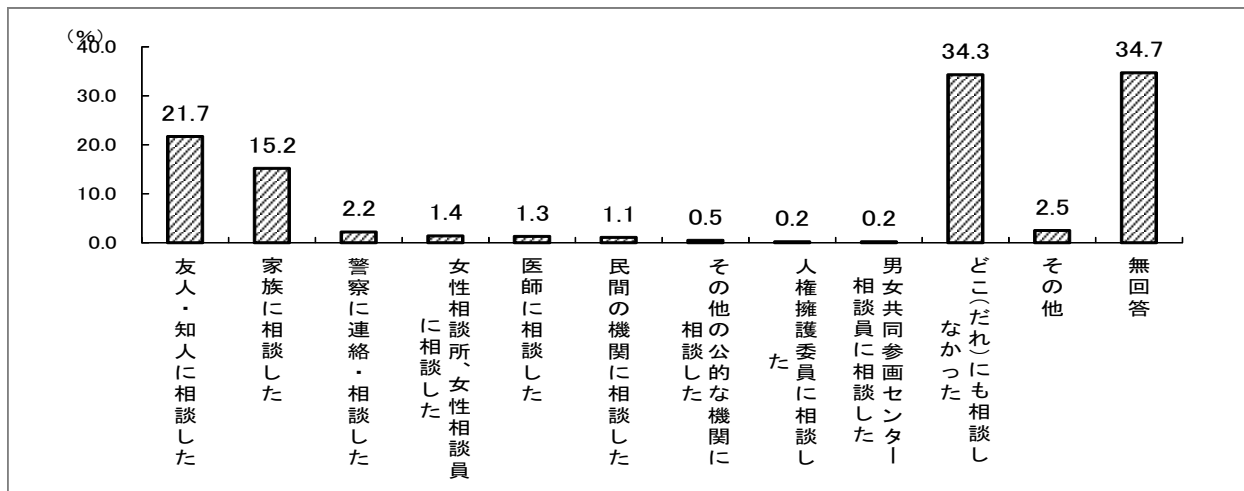 (%)
40.0
30.0
20.0
10.0
0.0
21.7
15.2
2.2
1.4
1.3
1.1
0.5
0.2
0.2
34.3
2.5
34.7
友人・知人に相談した
家族に相談した
警察に連絡・相談した
女性相談所、女性相談員
に相談した
医師に相談した
民間の機関に相談した
その他の公的な機関に
相談した
人権擁護委員に相談し
た
男女共同参画センター
相談員に相談した
どこ(だれ)にも相談し
なかった
その他
無回答